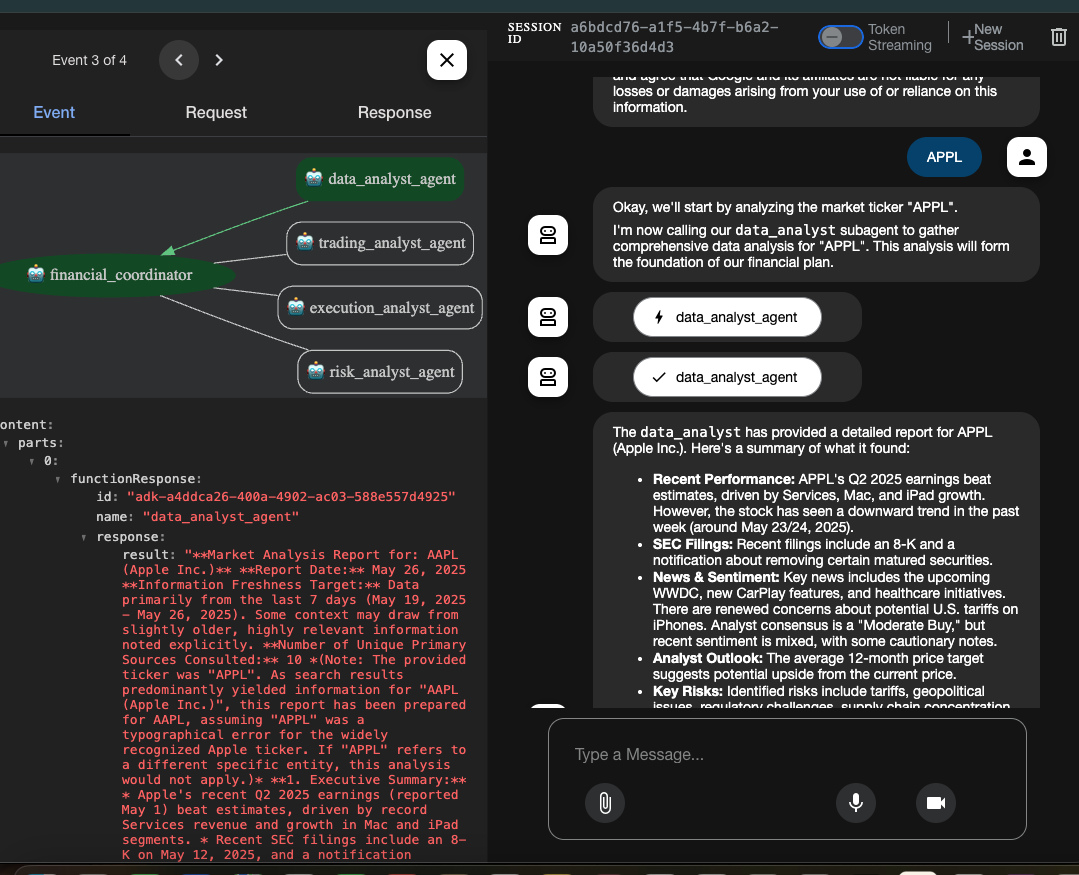 Event 3 of 4
Event
Request
Response
data_analyst_agent
trading_analyst_agent
financial_coordinator
execution_analyst_agent
risk_analyst_agent
ontent:
parts:
0:
functionResponse:
id: "adk-a4ddca26-400a-4902-ac03-588e557d4925"
name: "data_analyst_agent"
response:
result: "**Market Analysis Report for: AAPL
(Apple Inc.)** **Report Date:** May 26, 2025
**Information Freshness Target:** Data
primarily from the last 7 days (May 19, 2025
– May 26, 2025). Some context may draw from
slightly older, highly relevant information
noted explicitly. **Number of Unique Primary
Sources Consulted:** 10 *(Note: The provided
ticker was "APPL". As search results
predominantly yielded information for "AAPL
(Apple Inc.)", this report has been prepared
for AAPL, assuming "APPL" was a
typographical error for the widely
recognized Apple ticker. If "APPL" refers to
a different specific entity, this analysis
would not apply.)* **1. Executive Summary:**
* Apple's recent Q2 2025 earnings (reported
May 1) beat estimates, driven by record
Services revenue and growth in Mac and iPad
segments. * Recent SEC filings include an 8-
K on May 12, 2025, and a notification
SESSION
ID
a6bdcd76-a1f5-4b7f-b6a2-
10a50f36d4d3
Token
Streaming
New
Session
and agree that Google and its affiliates are not liable for any
losses or damages arising from your use of or reliance on this
information.
APPL
Okay, we'll start by analyzing the market ticker "APPL".
I'm now calling our data_analyst subagent to gather
comprehensive data analysis for "APPL". This analysis will form
the foundation of our financial plan.
data_analyst_agent
data_analyst_agent
The data_analyst has provided a detailed report for APPL
(Apple Inc.). Here's a summary of what it found:
• Recent Performance: APPL's Q2 2025 earnings beat
estimates, driven by Services, Mac, and iPad growth.
However, the stock has seen a downward trend in the past
week (around May 23/24, 2025).
• SEC Filings: Recent filings include an 8-K and a
notification about removing certain matured securities.
• News & Sentiment: Key news includes the upcoming
WWDC, new CarPlay features, and healthcare initiatives.
There are renewed concerns about potential U.S. tariffs on
iPhones. Analyst consensus is a "Moderate Buy," but
recent sentiment is mixed, with some cautionary notes.
• Analyst Outlook: The average 12-month price target
suggests potential upside from the current price.
• Key Risks: Identified risks include tariffs, geopolitical
issues, regulatory challenges, supply chain concentration
Type a Message...